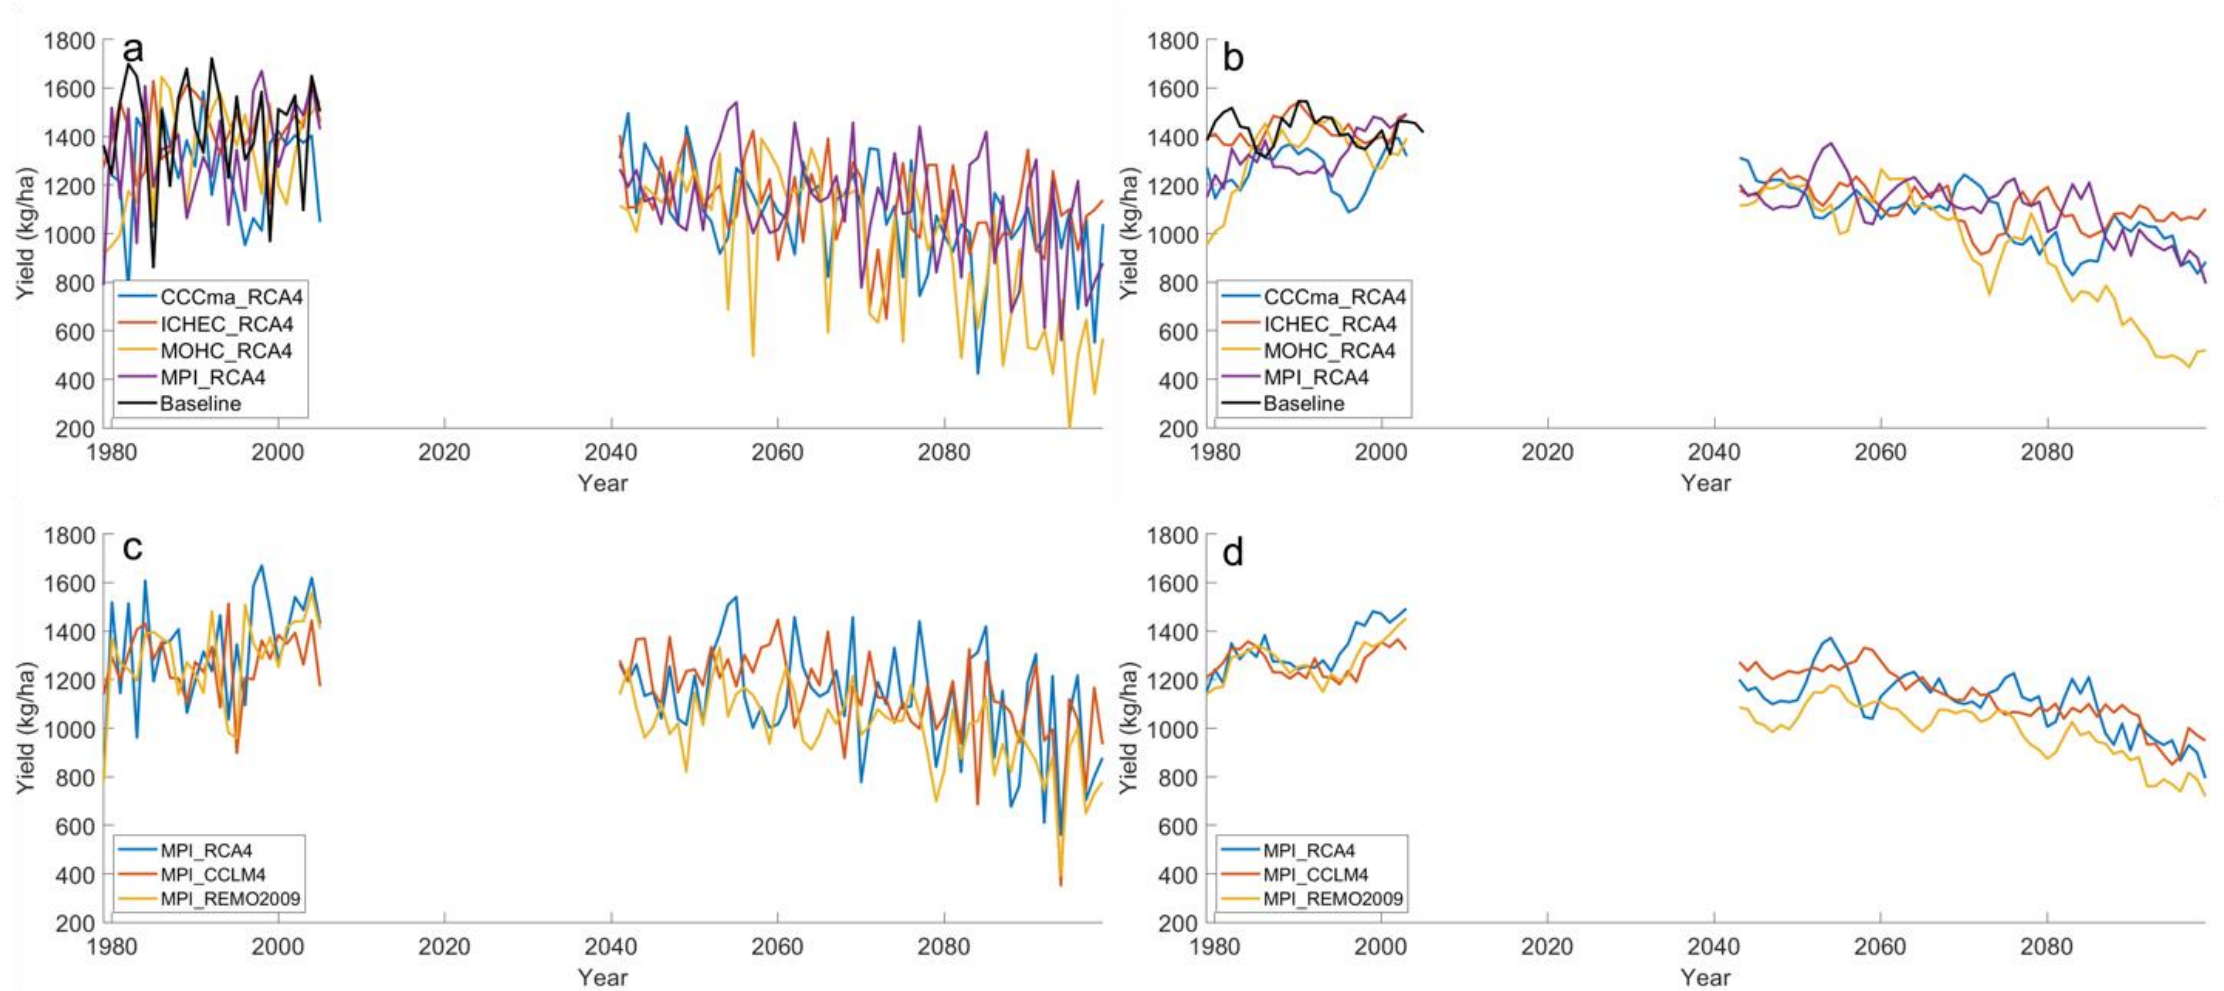 a
1800
1600
1400
1200
1000
800
600
400
200
Yield (kg/ha)
CCCma_RCA4
ICHEC_RCA4
MOHC_RCA4
MPI_RCA4
Baseline
1980 2000 2020 2040 2060 2080
Year
b
1800
1600
1400
1200
1000
800
600
400
200
Yield (kg/ha)
CCCma_RCA4
ICHEC_RCA4
MOHC_RCA4
MPI_RCA4
Baseline
1980 2000 2020 2040 2060 2080
Year
c
1800
1600
1400
1200
1000
800
600
400
200
Yield (kg/ha)
MPI_RCA4
MPI_CCLM4
MPI_REMO2009
1980 2000 2020 2040 2060 2080
Year
d
1800
1600
1400
1200
1000
800
600
400
200
Yield (kg/ha)
MPI_RCA4
MPI_CCLM4
MPI_REMO2009
1980 2000 2020 2040 2060 2080
Year